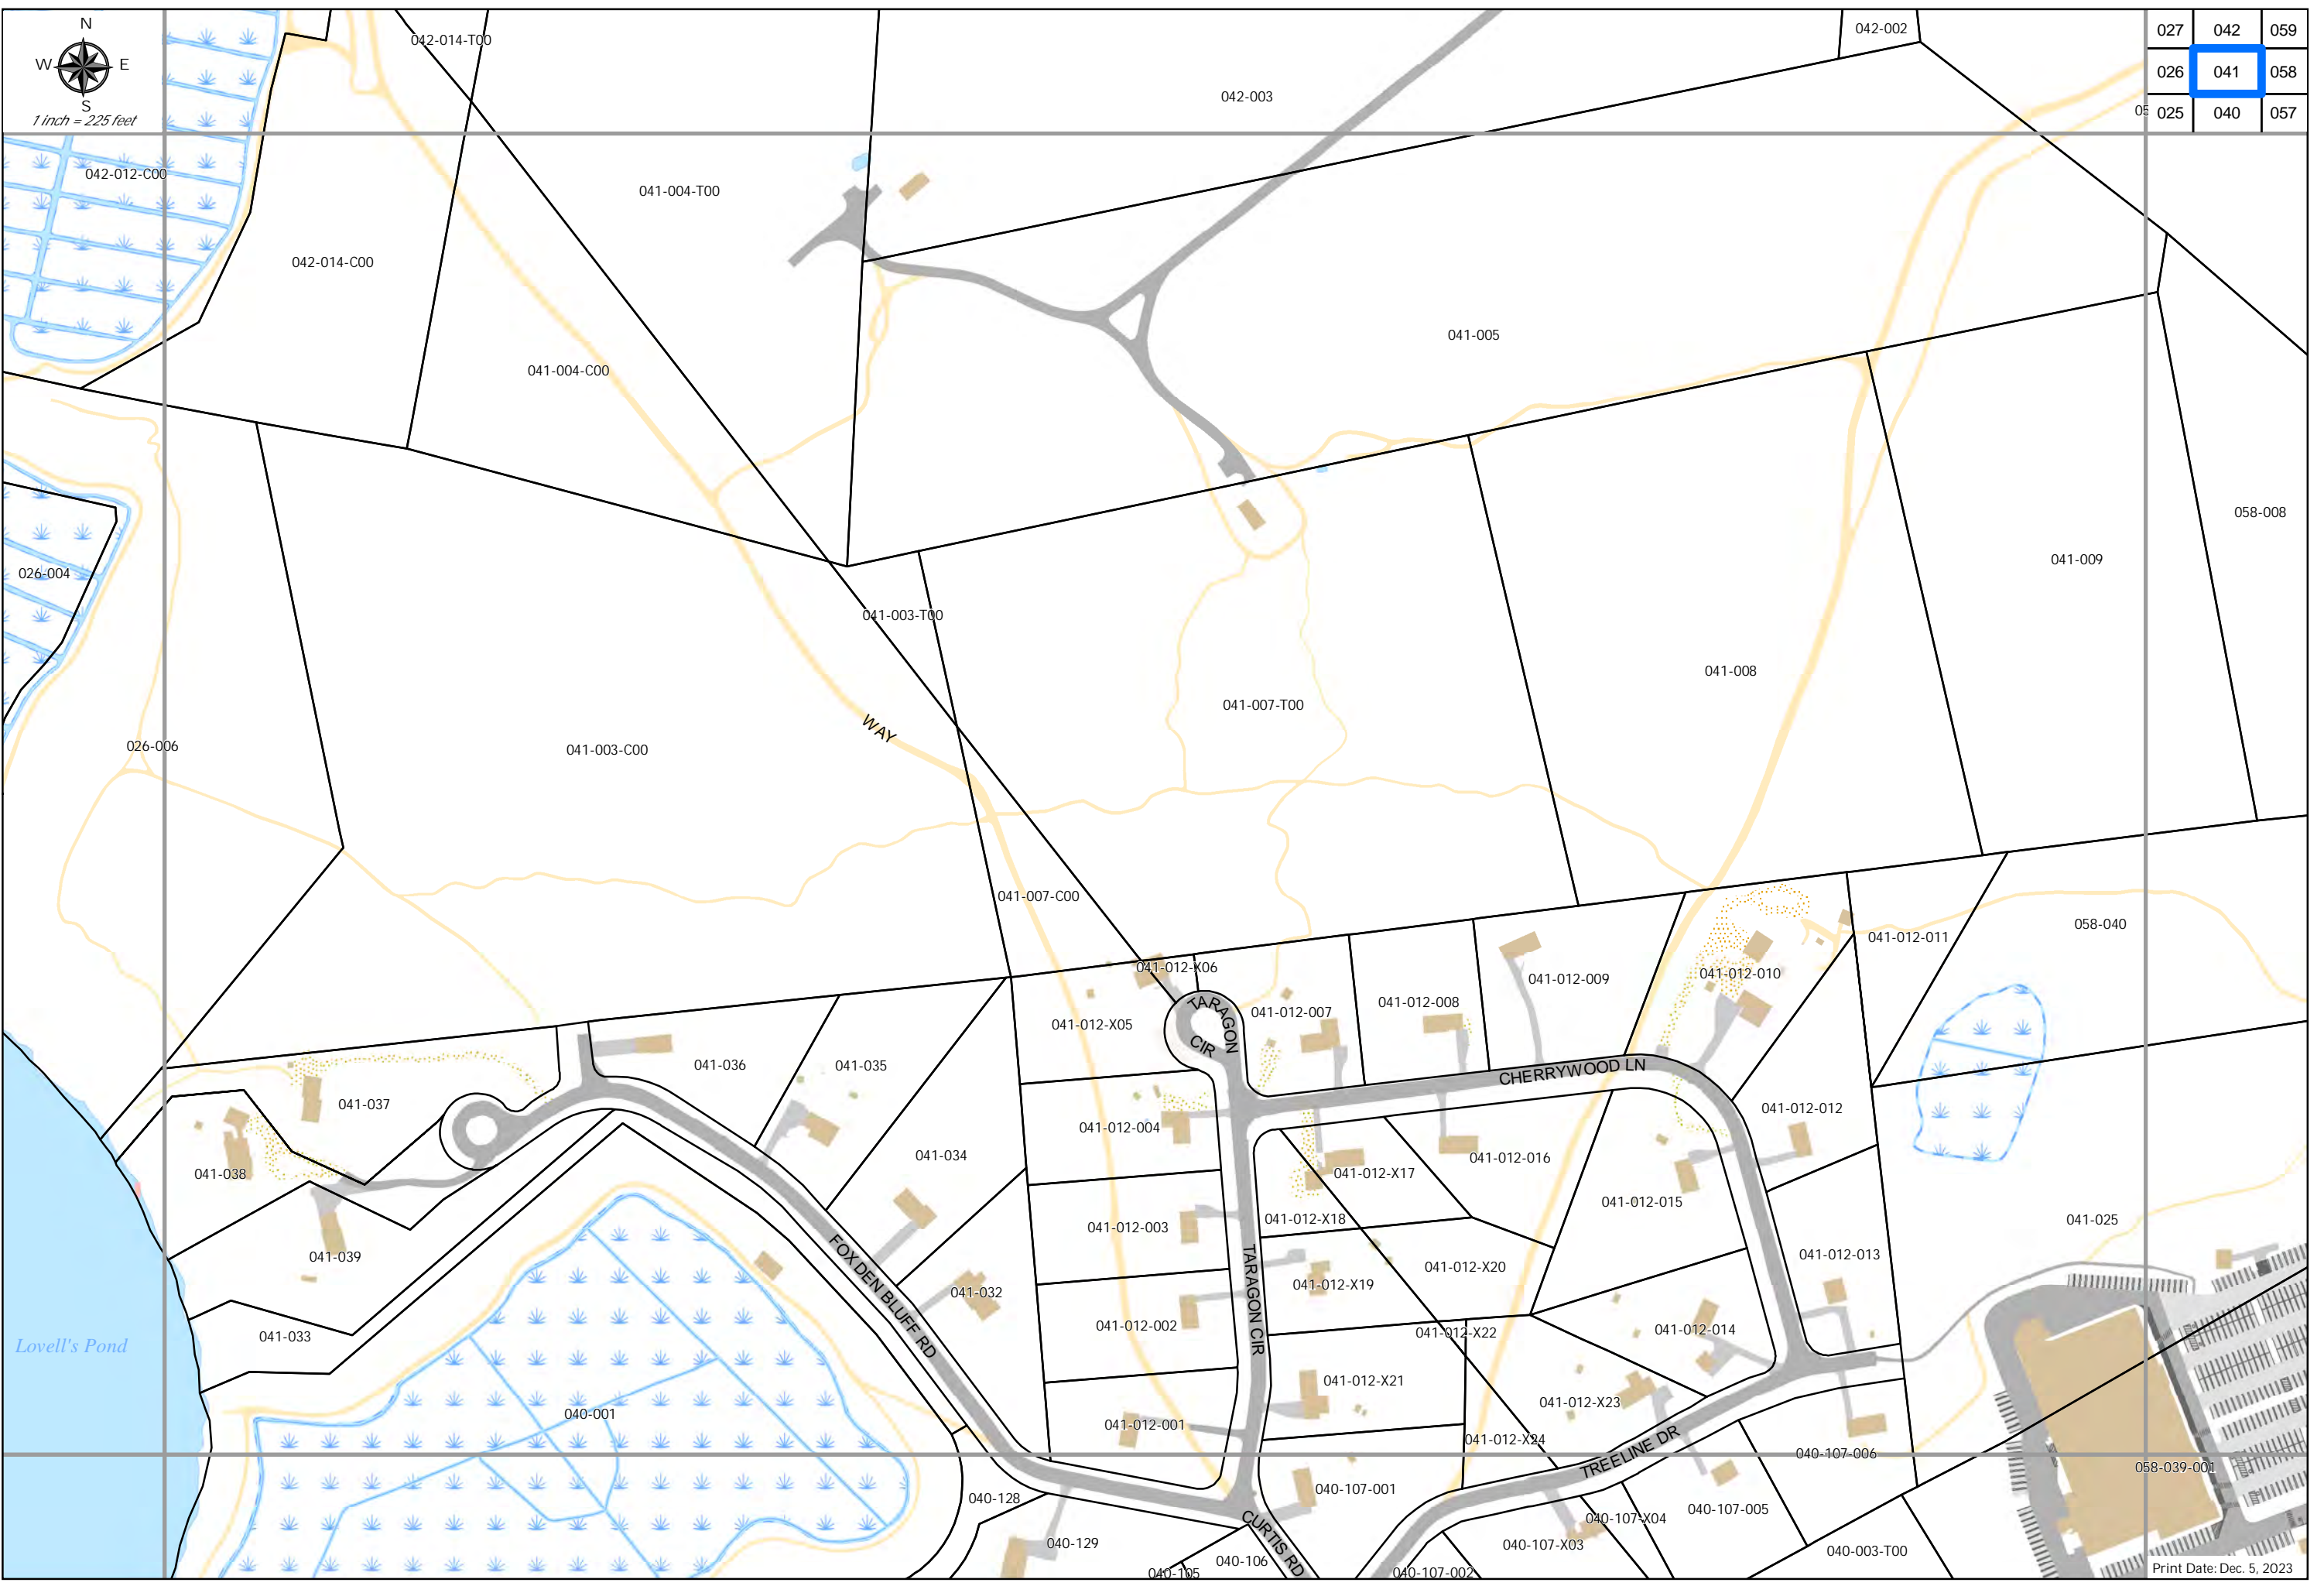 N
W E
S
1 inch = 225 feet
027 042 059
026 041 058
025 040 057
05
042-014-T00
042-002
042-003
042-012-C00
041-004-T00
042-014-C00
041-005
041-004-C00
058-008
041-009
026-004
041-003-T00
041-008
041-007-T00
WAY
026-006
041-003-C00
041-007-C00
058-040
041-012-011
041-012-X06
041-012-010
041-012-009
041-012-008
041-012-007
TARAGON
CIR
041-012-X05
041-036
041-035
CHERRYWOOD LN
041-037
041-012-012
041-012-004
041-034
041-012-016
041-038
041-012-X17
041-012-015
041-012-X18
041-025
041-012-003
041-039
041-012-013
041-012-X20
041-012-X19
041-032
FOX DEN BLUFF RD
TARAGON CIR
041-012-002
041-012-X22
041-012-014
041-033
Lovell's Pond
041-012-X21
041-012-X23
040-001
041-012-001
041-012-X24
TREELINE DR
040-107-006
058-039-001
040-107-001
040-128
040-107-005
040-107-X04
CURTIS RD
040-129
040-107-X03
040-106
040-003-T00
040-105
040-107-002
Print Date: Dec. 5, 2023